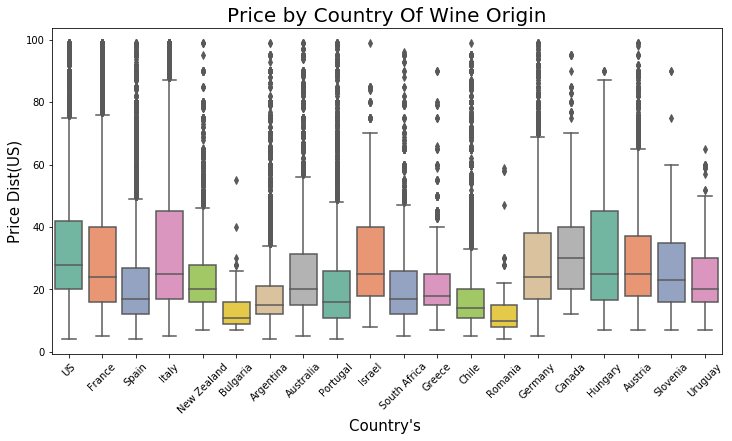 Price by Country Of Wine Origin
Price Dist(US)
100
80
60
40
20
0
US
France
Spain
Italy
New Zealand
Bulgaria
Argentina
Australia
Portugal
Israel
South Africa
Greece
Chile
Romania
Germany
Canada
Hungary
Austria
Slovenia
Uruguay
Country's